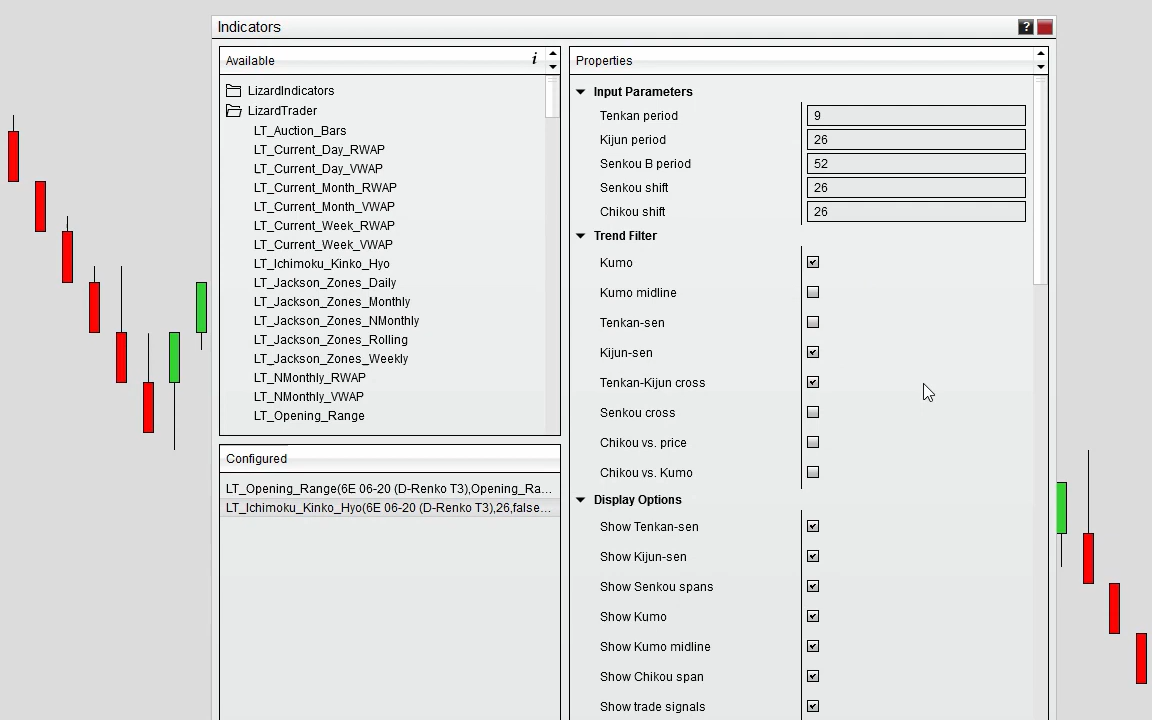 Indicators
?
Available
i
LizardIndicators
LizardTrader
LT_Auction_Bars
LT_Current_Day_RWAP
LT_Current_Day_VWAP
LT_Current_Month_RWAP
LT_Current_Month_VWAP
LT_Current_Week_RWAP
LT_Current_Week_VWAP
LT_Ichimoku_Kinko_Hyo
LT_Jackson_Zones_Daily
LT_Jackson_Zones_Monthly
LT_Jackson_Zones_NMonthly
LT_Jackson_Zones_Rolling
LT_Jackson_Zones_Weekly
LT_NMonthly_RWAP
LT_NMonthly_VWAP
LT_Opening_Range
Configured
LT_Opening_Range(6E 06-20 (D-Renko T3),Opening_Ra...
LT_Ichimoku_Kinko_Hyo(6E 06-20 (D-Renko T3),26,false...
Properties
Input Parameters
Tenkan period 9
Kijun period 26
Senkou B period 52
Senkou shift 26
Chikou shift 26
Trend Filter
Kumo
Kumo midline
Tenkan-sen
Kijun-sen
Tenkan-Kijun cross
Senkou cross
Chikou vs. price
Chikou vs. Kumo
Display Options
Show Tenkan-sen
Show Kijun-sen
Show Senkou spans
Show Kumo
Show Kumo midline
Show Chikou span
Show trade signals